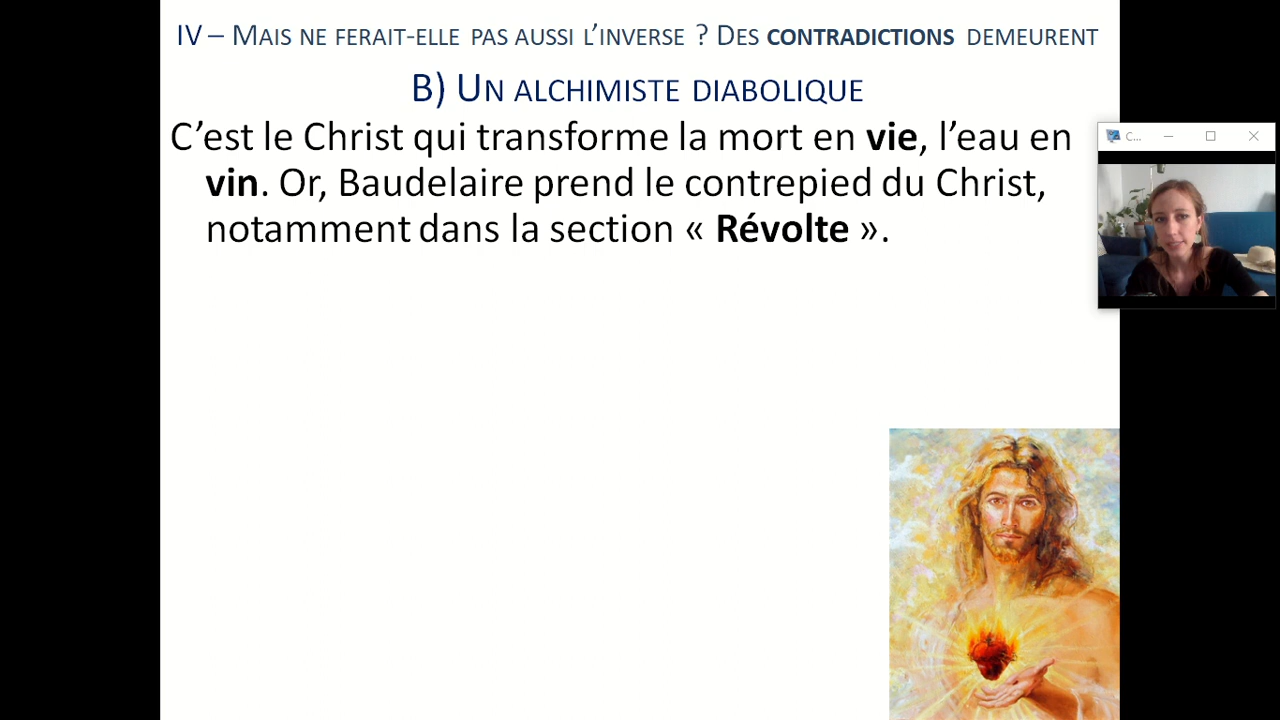 IV – Mais ne ferait-elle pas aussi l’inverse ? Des contradictions demeurent
B) Un alchimiste diabolique
C’est le Christ qui transforme la mort en vie, l’eau en
vin. Or, Baudelaire prend le contrepied du Christ,
notamment dans la section « Révolte ».
C...